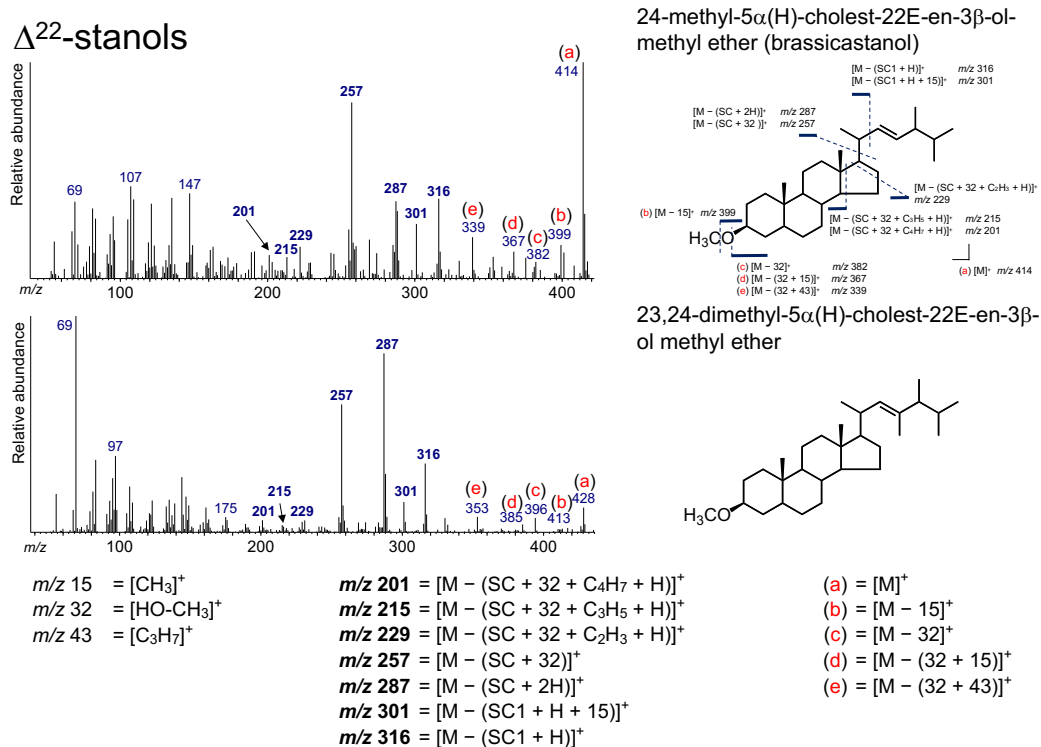 Δ²²-stanols
Relative abundance
(a)
414
257
69
107
147
201
215
229
287
301
316
(e)
339
(d)
367
(c)
382
(b)
399
m/z
100
200
300
400
24-methyl-5α(H)-cholest-22E-en-3β-ol-
methyl ether (brassicastanol)
[M − (SC1 + H)]⁺ m/z 316
[M − (SC1 + H + 15)]⁺ m/z 301
[M − (SC + 2H)]⁺ m/z 287
[M − (SC + 32 )]⁺ m/z 257
[M − (SC + 32 + C₂H₃ + H)]⁺
m/z 229
(b) [M - 15]⁺ m/z 399
[M − (SC + 32 + C₃H₅ + H)]⁺ m/z 215
[M − (SC + 32 + C₄H₇ + H)]⁺ m/z 201
H₃CO
(c) [M - 32]⁺ m/z 382
(d) [M − (32 + 15)]⁺ m/z 367
(e) [M − (32 + 43)]⁺ m/z 339
(a) [M]⁺ m/z 414
Relative abundance
69
97
175
201
215
229
257
287
301
316
(e)
353
(d)
385
(c)
396
(b)
413
(a)
428
m/z
100
200
300
400
23,24-dimethyl-5α(H)-cholest-22E-en-3β-
ol methyl ether
H₃CO
m/z 15 = [CH₃]⁺
m/z 32 = [HO-CH₃]⁺
m/z 43 = [C₃H₇]⁺
m/z 201 = [M − (SC + 32 + C₄H₇ + H)]⁺
m/z 215 = [M − (SC + 32 + C₃H₅ + H)]⁺
m/z 229 = [M − (SC + 32 + C₂H₃ + H)]⁺
m/z 257 = [M − (SC + 32)]⁺
m/z 287 = [M − (SC + 2H)]⁺
m/z 301 = [M − (SC1 + H + 15)]⁺
m/z 316 = [M − (SC1 + H)]⁺
(a) = [M]⁺
(b) = [M − 15]⁺
(c) = [M − 32]⁺
(d) = [M − (32 + 15)]⁺
(e) = [M − (32 + 43)]⁺